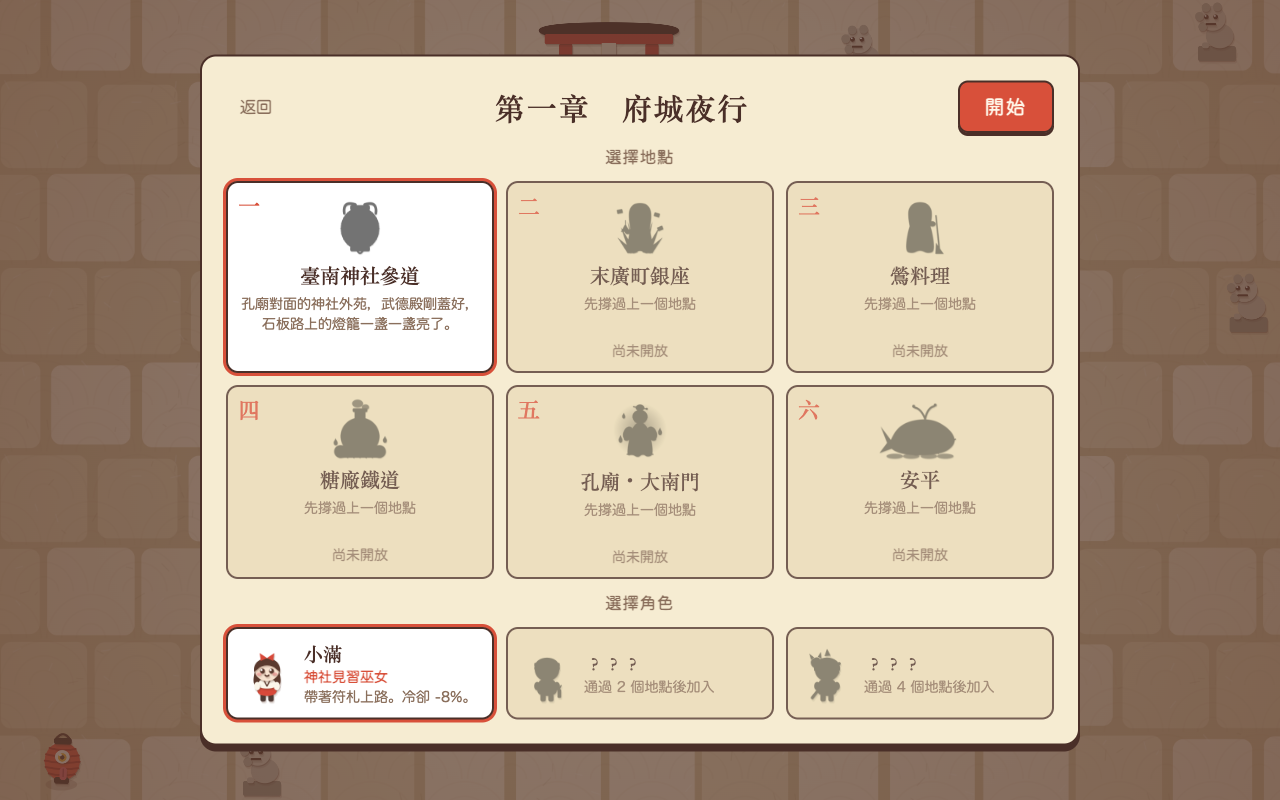 返回
第一章　府城夜行
開始
選擇地點
一
臺南神社參道
孔廟對面的神社外苑，武德殿剛蓋好，
石板路上的燈籠一盞一盞亮了。
二
末廣町銀座
先撐過上一個地點
尚未開放
三
鶯料理
先撐過上一個地點
尚未開放
四
糖廠鐵道
先撐過上一個地點
尚未開放
五
孔廟・大南門
先撐過上一個地點
尚未開放
六
安平
先撐過上一個地點
尚未開放
選擇角色
小滿
神社見習巫女
帶著符札上路。冷卻 -8%。
？？？
通過 2 個地點後加入
？？？
通過 4 個地點後加入